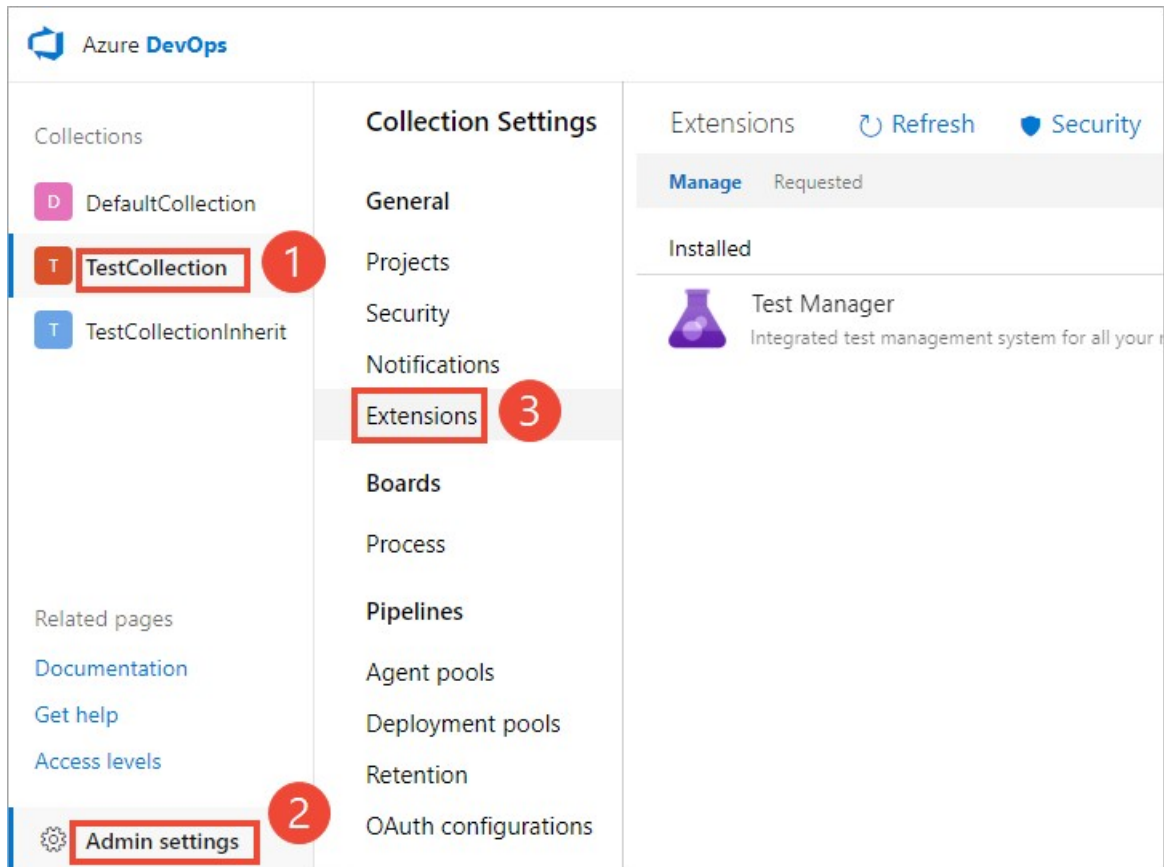 Azure DevOps
Collections
D DefaultCollection
T TestCollection 1
T TestCollectionInherit
Related pages
Documentation
Get help
Access levels
Admin settings 2
Collection Settings
General
Projects
Security
Notifications
Extensions 3
Boards
Process
Pipelines
Agent pools
Deployment pools
Retention
OAuth configurations
Extensions Refresh Security
Manage Requested
Installed
Test Manager
Integrated test management system for all your